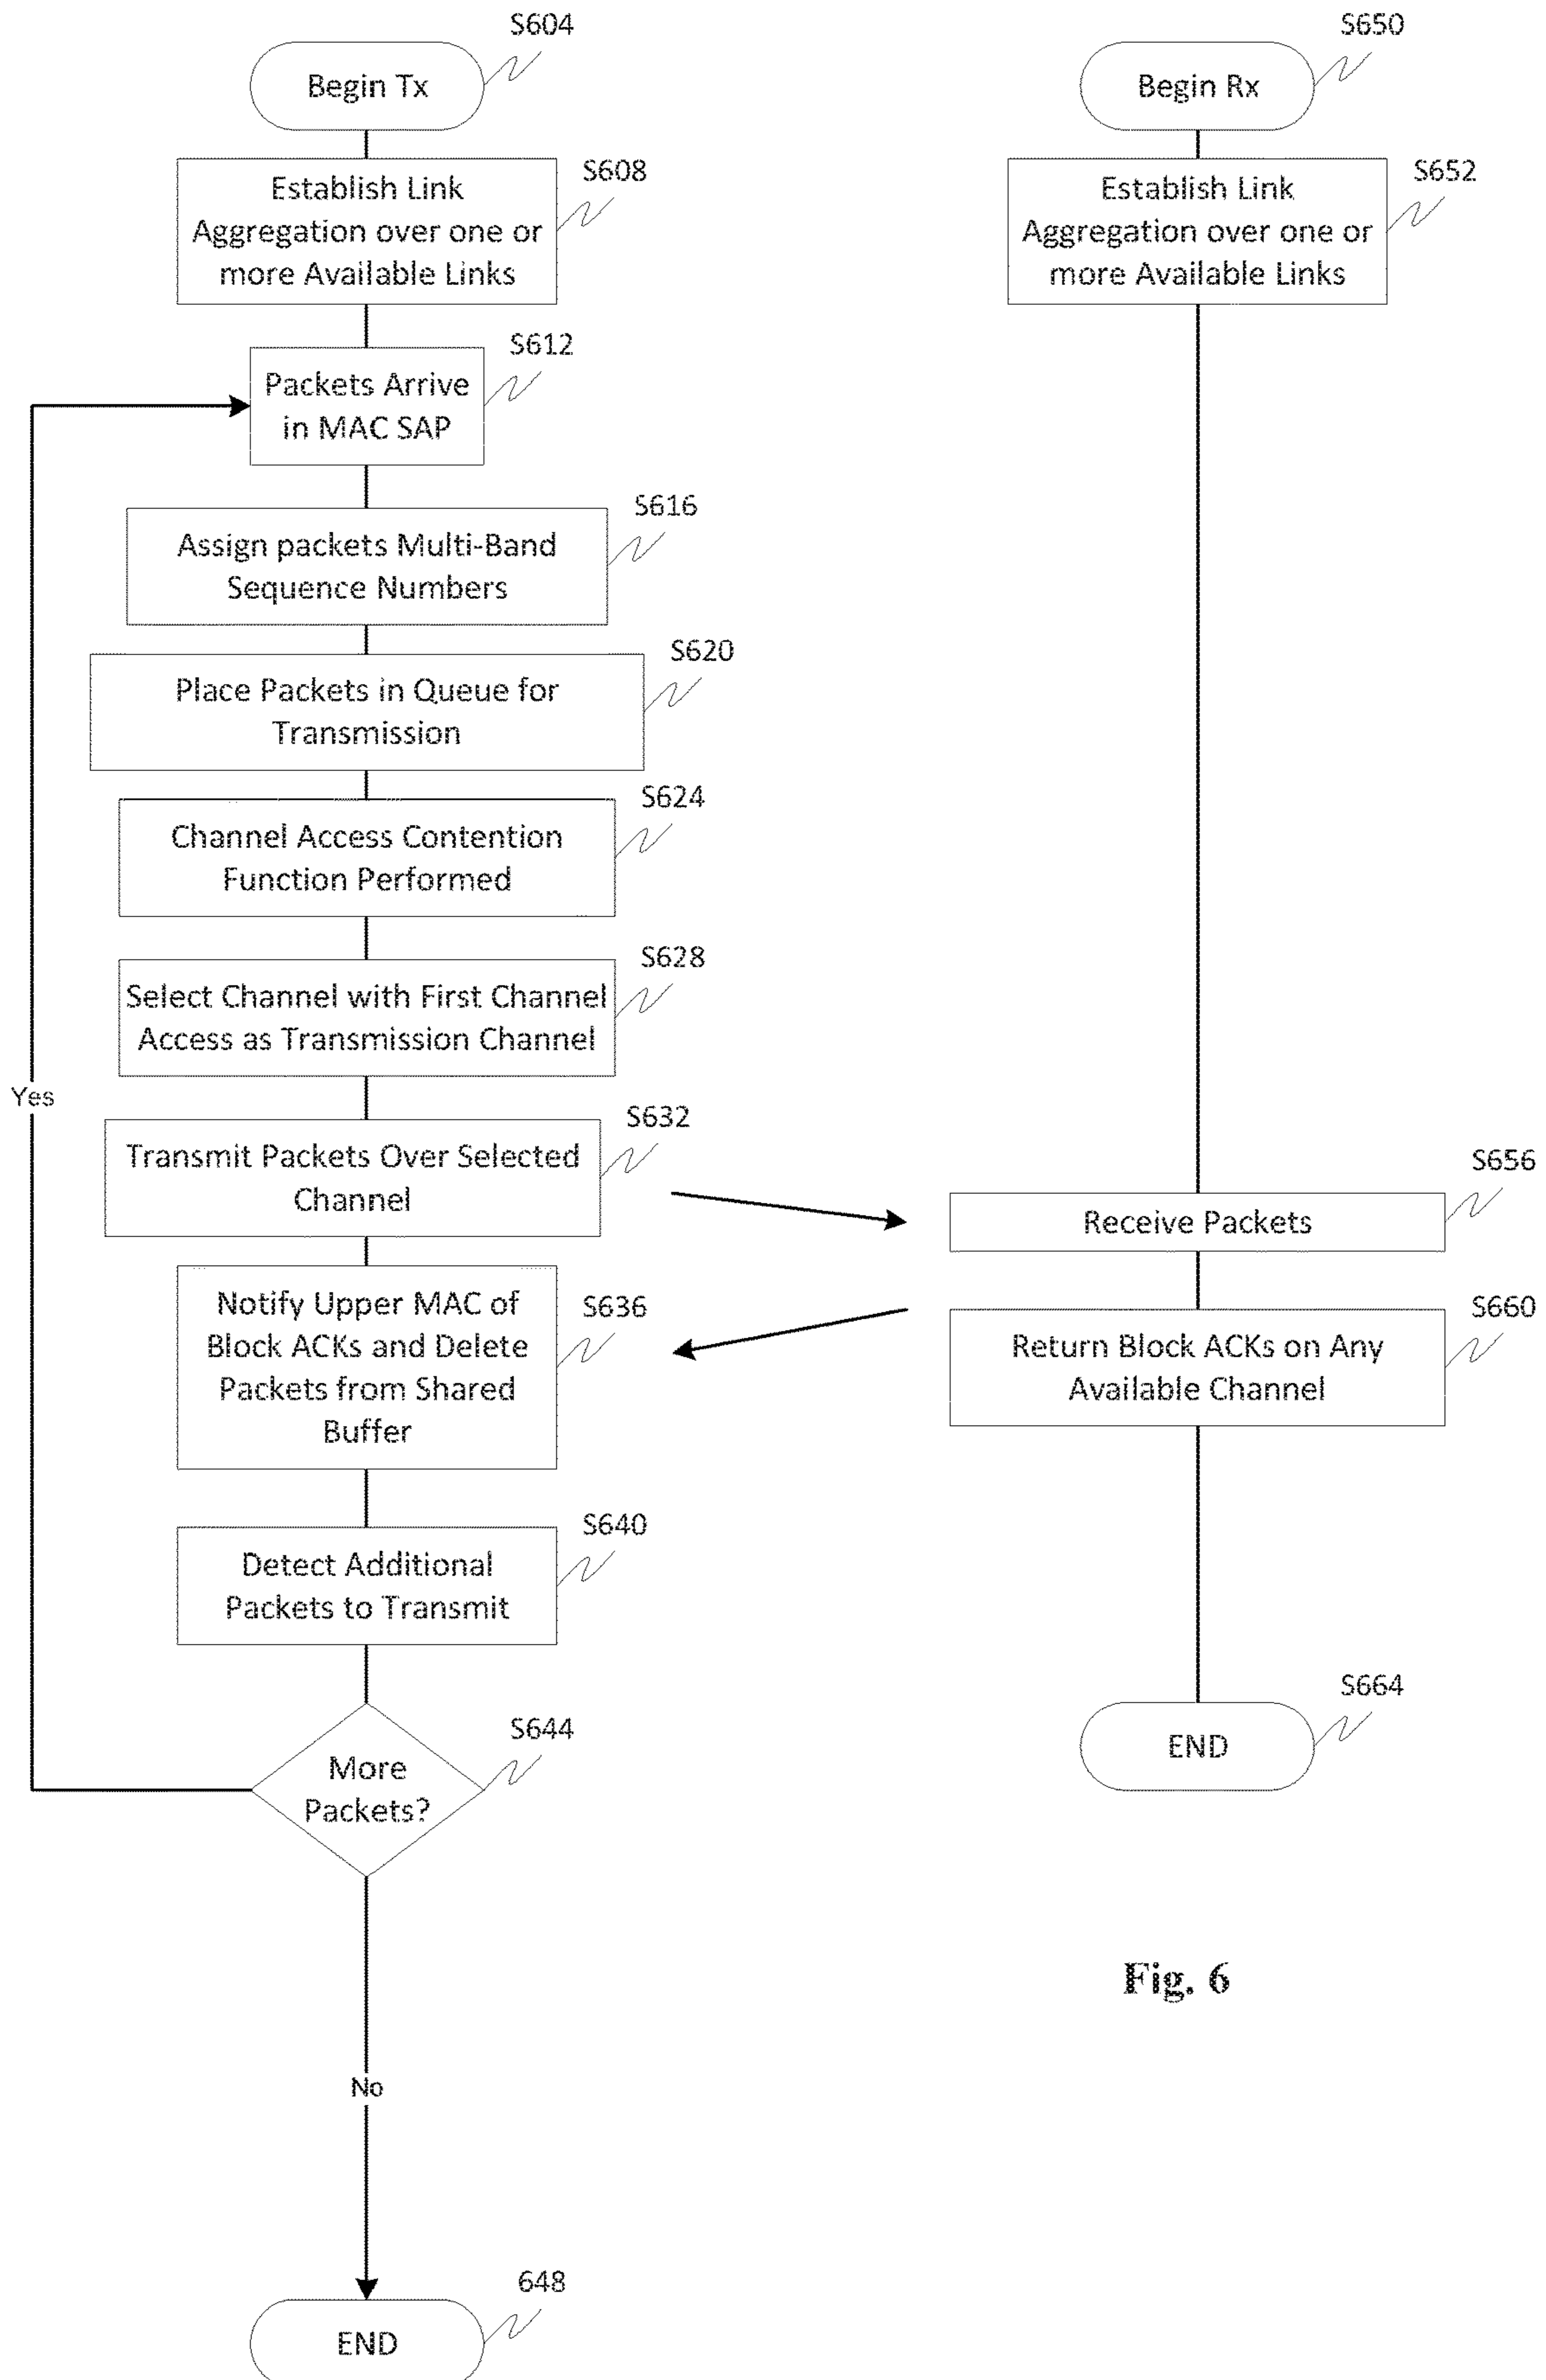 S604
Begin Tx
S608
Establish Link
Aggregation over one or
more Available Links
S612
Packets Arrive
in MAC SAP
S616
Assign packets Multi-Band
Sequence Numbers
S620
Place Packets in Queue for
Transmission
S624
Channel Access Contention
Function Performed
S628
Select Channel with First Channel
Access as Transmission Channel
Yes
S632
Transmit Packets Over Selected
Channel
S636
Notify Upper MAC of
Block ACKs and Delete
Packets from Shared
Buffer
S640
Detect Additional
Packets to Transmit
S644
More
Packets?
No
648
END
S650
Begin Rx
S652
Establish Link
Aggregation over one or
more Available Links
S656
Receive Packets
S660
Return Block ACKs on Any
Available Channel
S664
END
Fig. 6